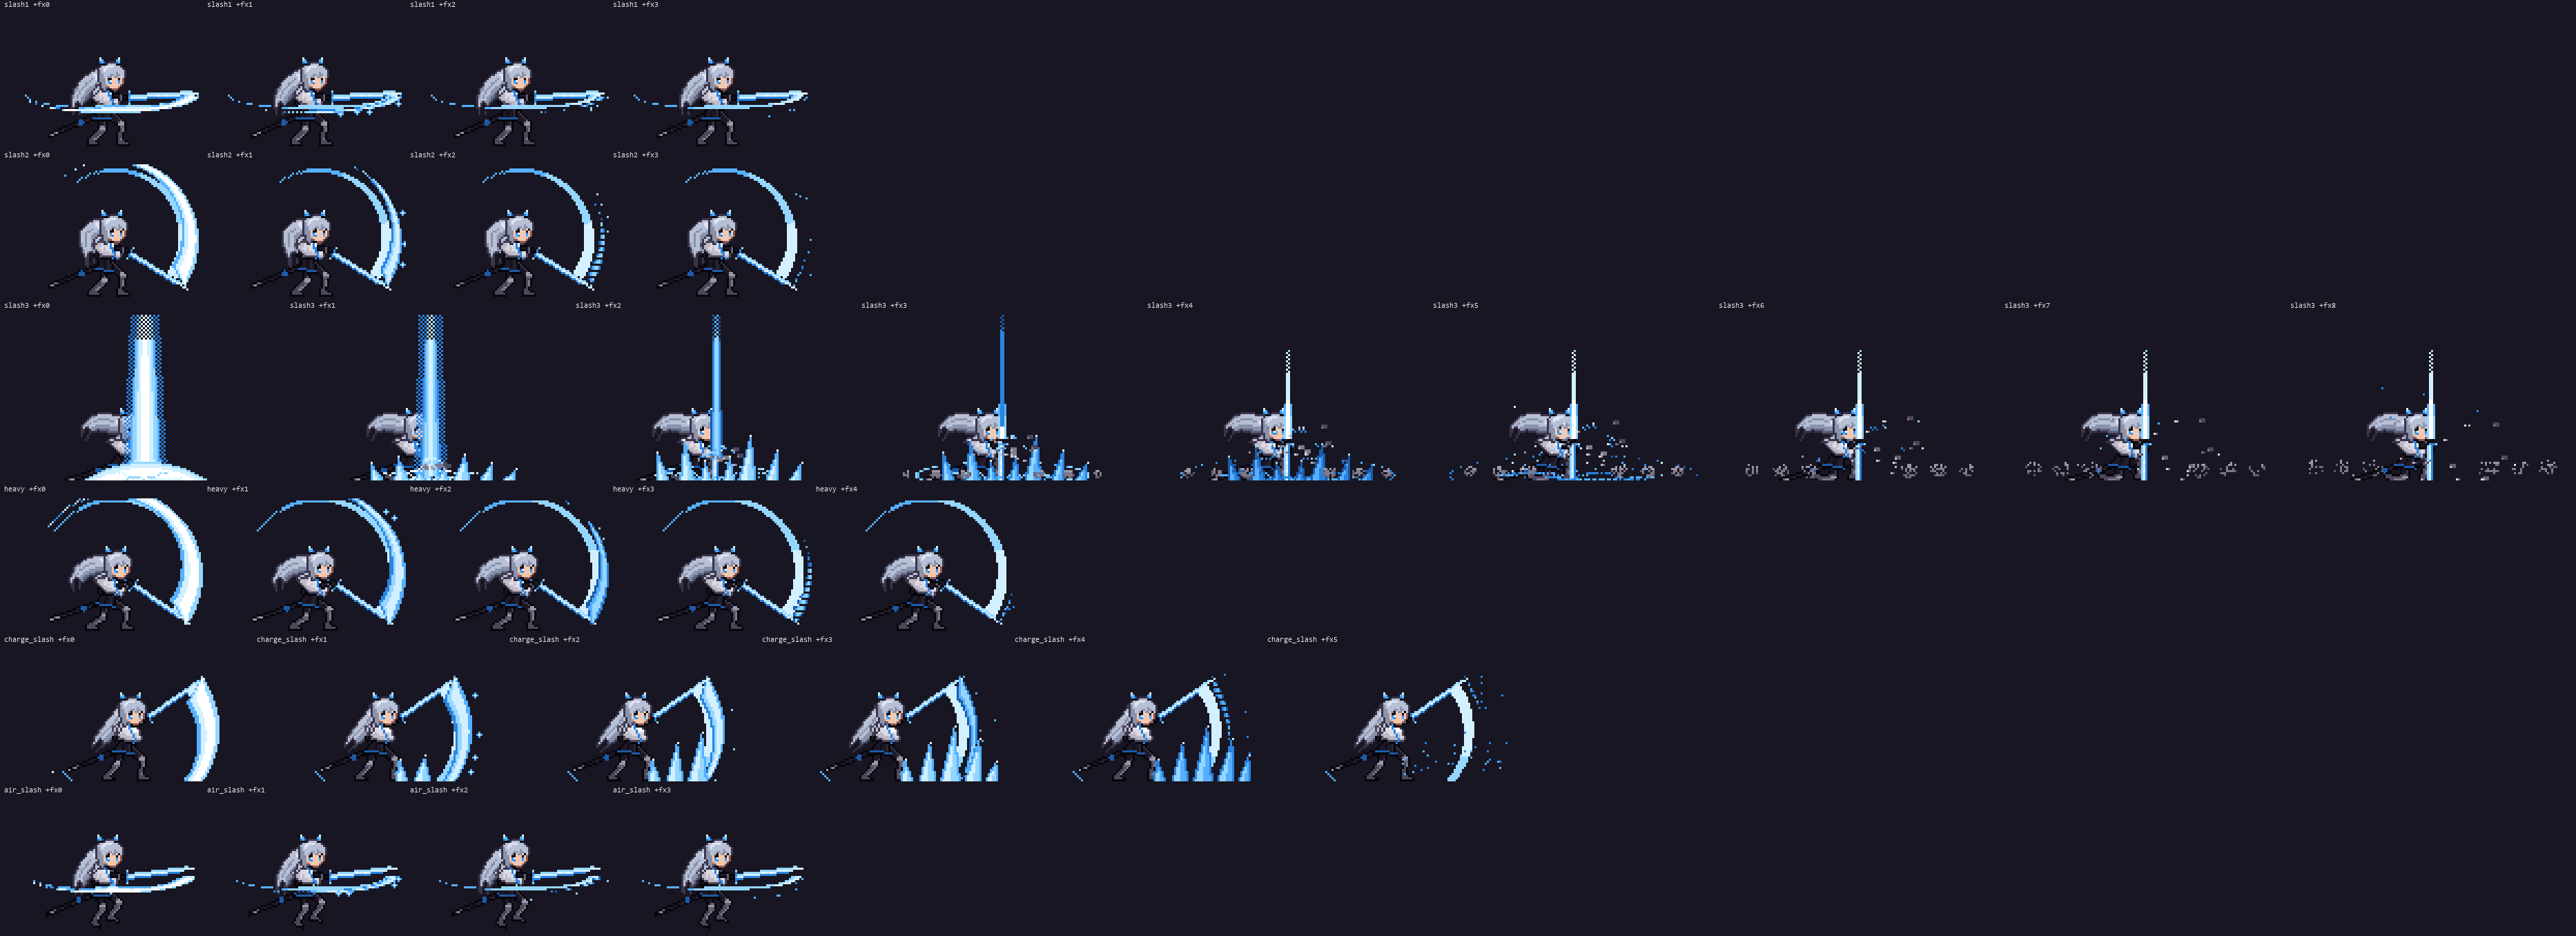 slash1 +fx0 slash1 +fx1 slash1 +fx2 slash1 +fx3
slash2 +fx0 slash2 +fx1 slash2 +fx2 slash2 +fx3
slash3 +fx0 slash3 +fx1 slash3 +fx2 slash3 +fx3 slash3 +fx4 slash3 +fx5 slash3 +fx6 slash3 +fx7 slash3 +fx8
heavy +fx0 heavy +fx1 heavy +fx2 heavy +fx3 heavy +fx4
charge_slash +fx0 charge_slash +fx1 charge_slash +fx2 charge_slash +fx3 charge_slash +fx4 charge_slash +fx5
air_slash +fx0 air_slash +fx1 air_slash +fx2 air_slash +fx3